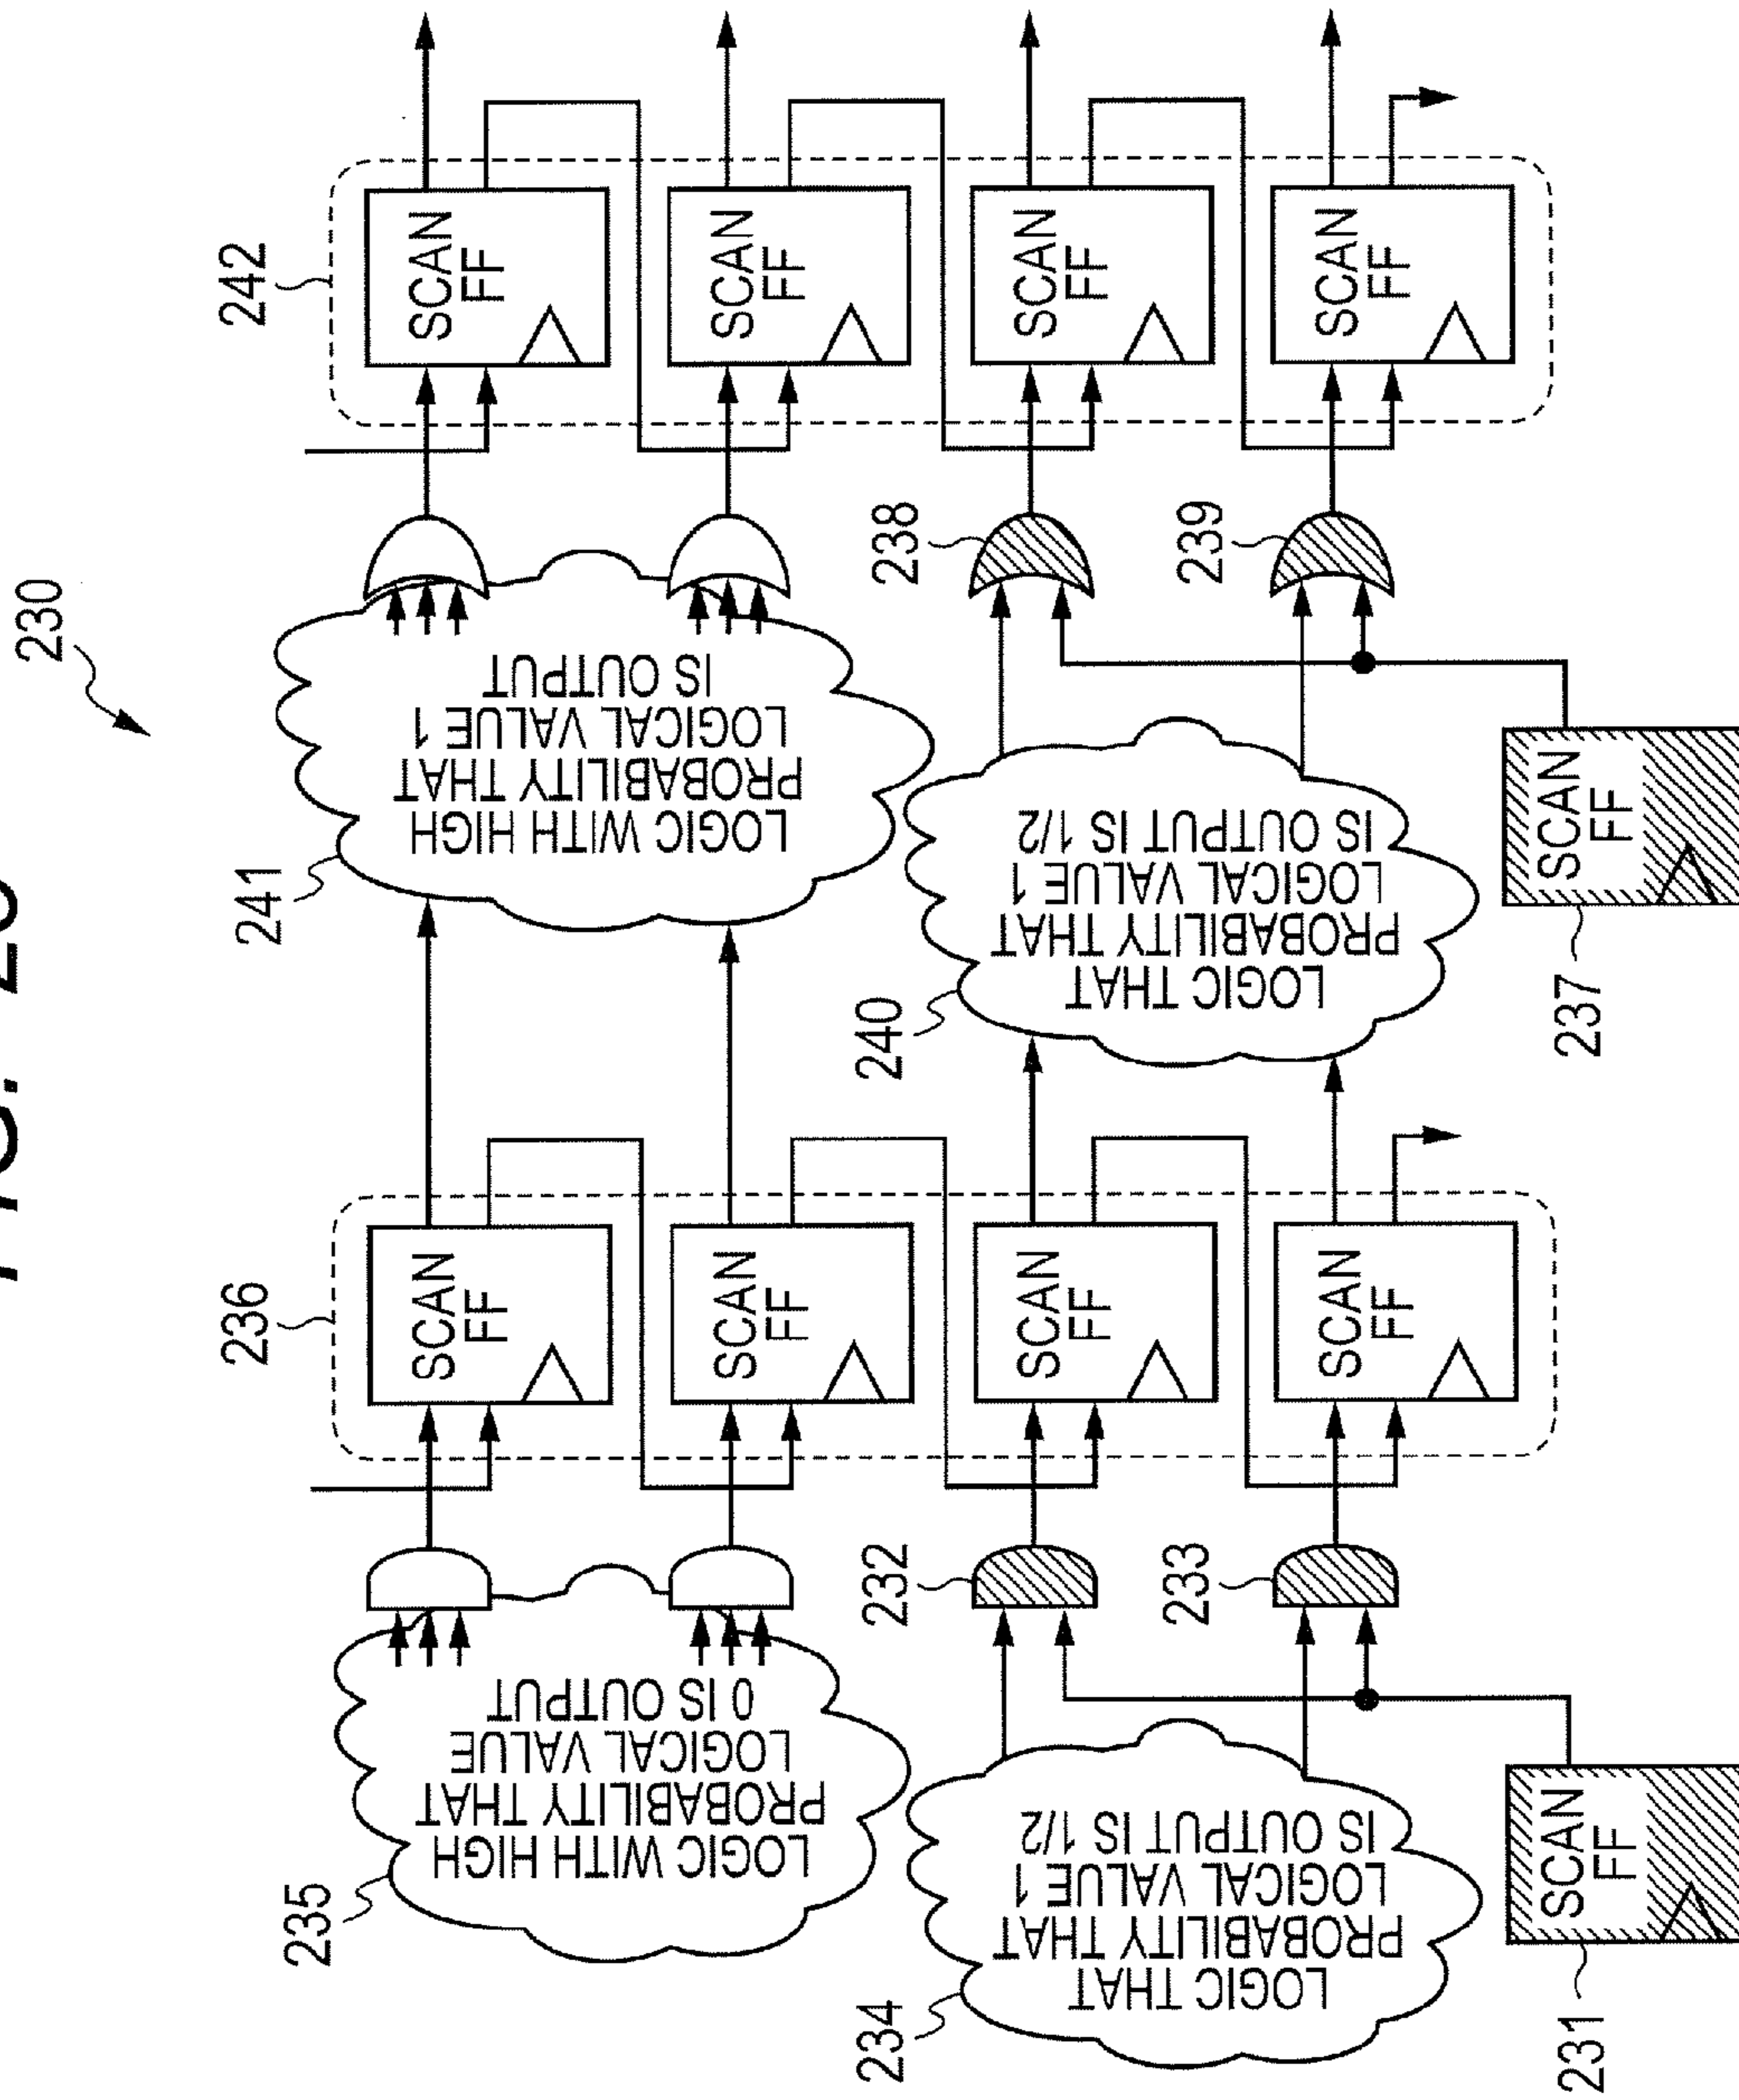 FIG.
230
235
LOGIC WITH HIGH
PROBABILITY THAT
LOGICAL VALUE
0 IS OUTPUT
236
SCAN
FF
SCAN
FF
241
LOGIC WITH HIGH
PROBABILITY THAT
LOGICAL VALUE 1
IS OUTPUT
242
SCAN
FF
SCAN
FF
234
LOGIC THAT
PROBABILITY THAT
LOGICAL VALUE 1
IS OUTPUT IS 1/2
232
SCAN
FF
233
SCAN
FF
240
LOGIC THAT
PROBABILITY THAT
LOGICAL VALUE 1
IS OUTPUT IS 1/2
238
SCAN
FF
239
SCAN
FF
231
SCAN
FF
237
SCAN
FF